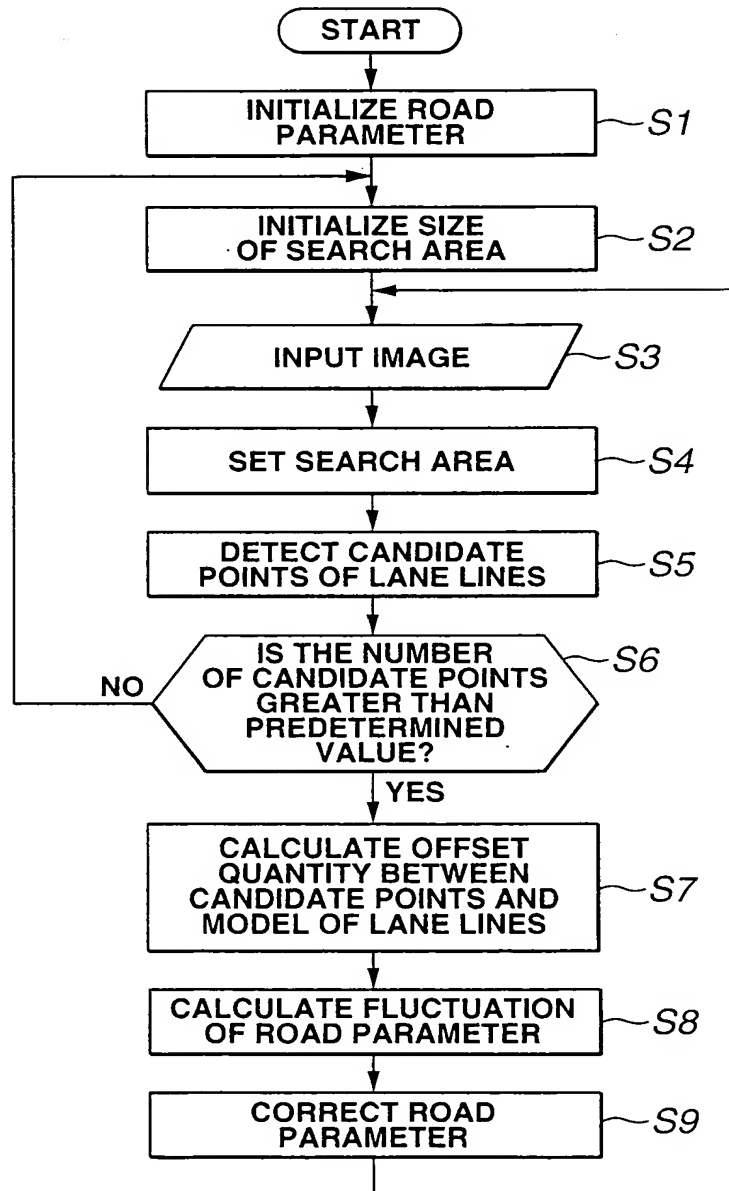 START
INITIALIZE ROAD
PARAMETER
S1
INITIALIZE SIZE
OF SEARCH AREA
S2
INPUT IMAGE
S3
SET SEARCH AREA
S4
DETECT CANDIDATE
POINTS OF LANE LINES
S5
IS THE NUMBER
OF CANDIDATE POINTS
GREATER THAN
PREDETERMINED
VALUE?
S6
NO
YES
CALCULATE OFFSET
QUANTITY BETWEEN
CANDIDATE POINTS AND
MODEL OF LANE LINES
S7
CALCULATE FLUCTUATION
OF ROAD PARAMETER
S8
CORRECT ROAD
PARAMETER
S9